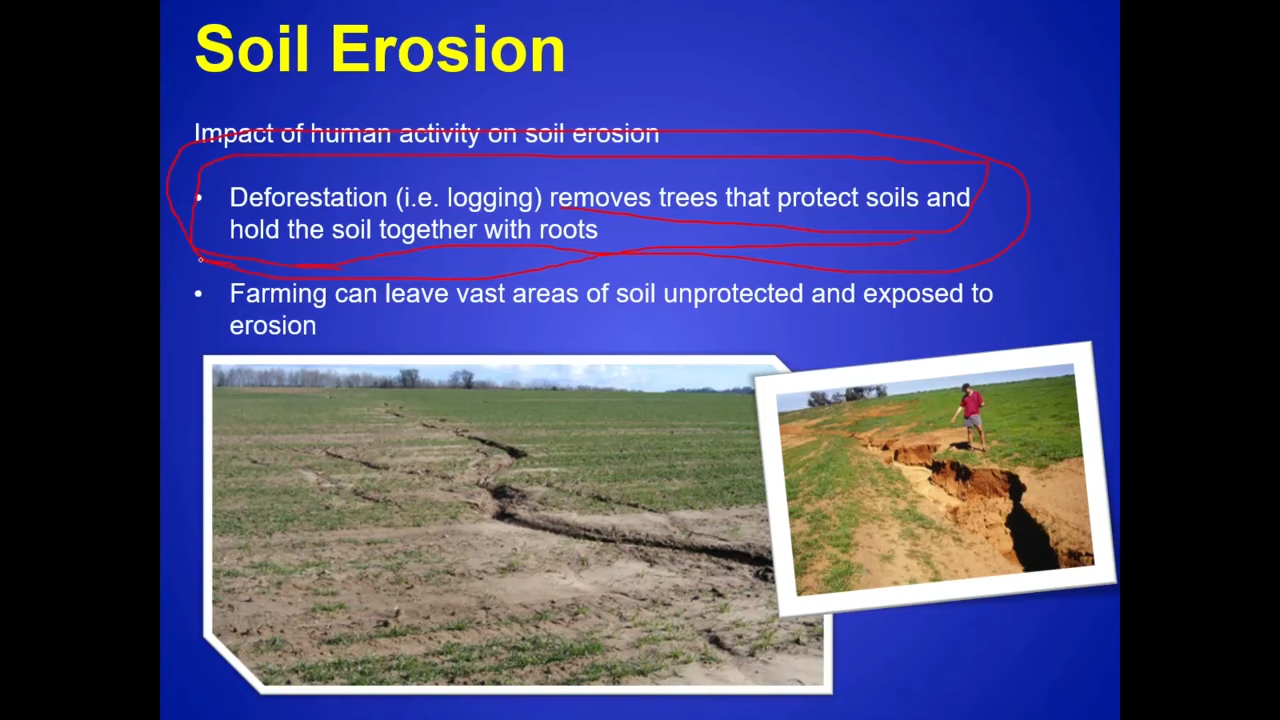 Soil Erosion
Impact of human activity on soil erosion
• Deforestation (i.e. logging) removes trees that protect soils and
hold the soil together with roots
• Farming can leave vast areas of soil unprotected and exposed to
erosion